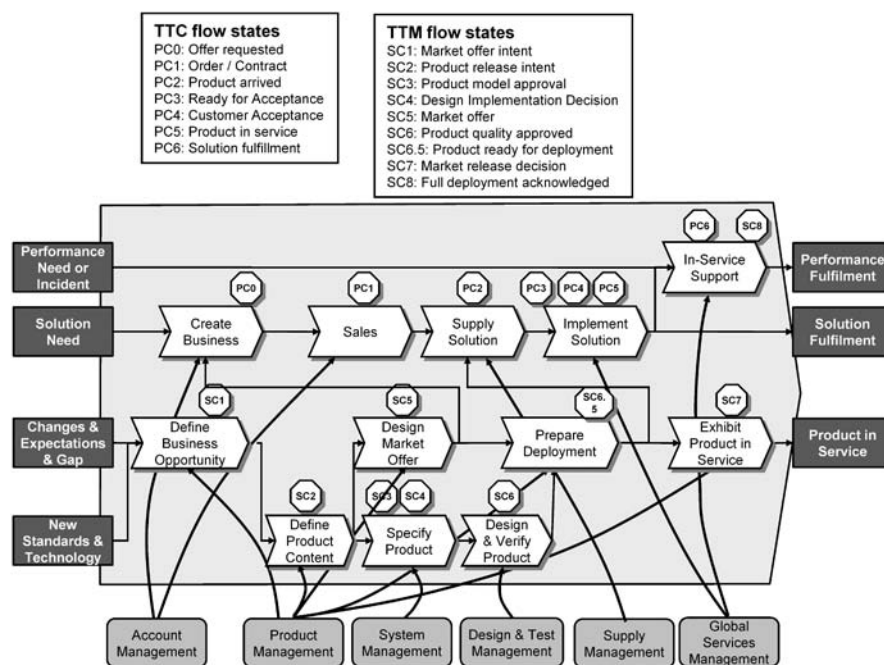 TTC flow states
PC0: Offer requested
PC1: Order / Contract
PC2: Product arrived
PC3: Ready for Acceptance
PC4: Customer Acceptance
PC5: Product in service
PC6: Solution fulfillment
TTM flow states
SC1: Market offer intent
SC2: Product release intent
SC3: Product model approval
SC4: Design Implementation Decision
SC5: Market offer
SC6: Product quality approved
SC6.5: Product ready for deployment
SC7: Market release decision
SC8: Full deployment acknowledged
PC6
SC8
Performance
Need or
Incident
In-Service
Support
Performance
Fulfilment
PC0
PC1
PC2
PC3
PC4
PC5
Solution
Need
Create
Business
Sales
Supply
Solution
Implement
Solution
Solution
Fulfilment
SC1
SC5
SC6.
5
SC7
Changes &
Expectations
& Gap
Define
Business
Opportunity
Design
Market
Offer
Prepare
Deployment
Exhibit
Product in
Service
Product in
Service
SC2
SC3
SC4
SC6
New
Standards &
Technology
Define
Product
Content
Specify
Product
Design
& Verify
Product
Account
Management
Product
Management
System
Management
Design & Test
Management
Supply
Management
Global
Services
Management